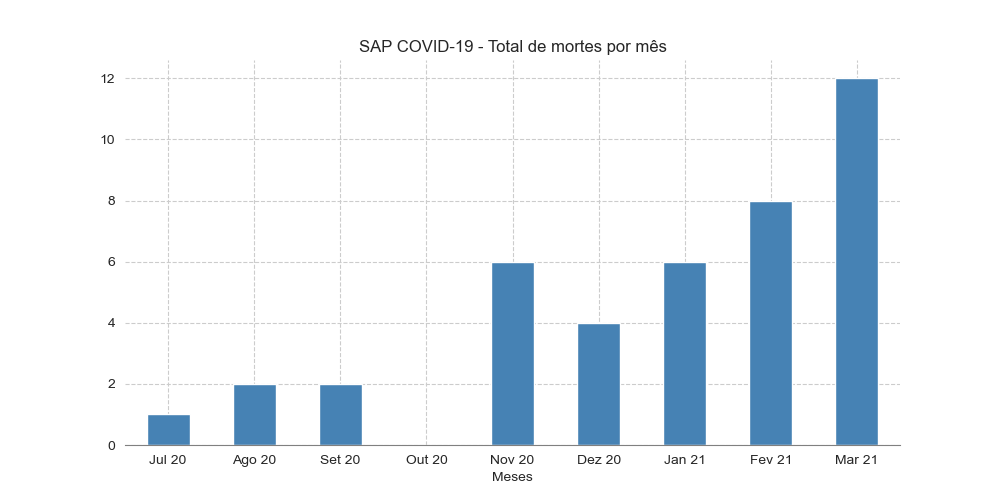 SAP COVID-19 - Total de mortes por mês
12
10
8
6
4
2
0
Jul 20 Ago 20 Set 20 Out 20 Nov 20 Dez 20 Jan 21 Fev 21 Mar 21
Meses